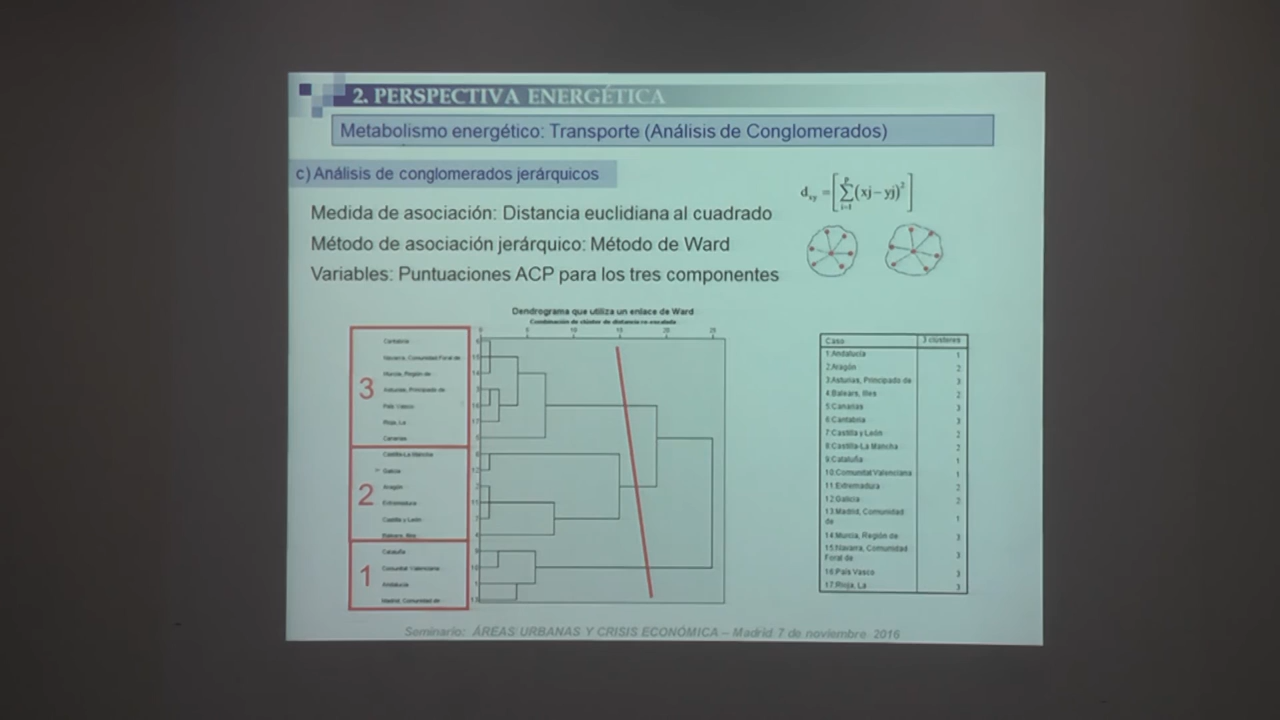 2. PERSPECTIVA ENERGÉTICA
Metabolismo energético: Transporte (Análisis de Conglomerados)
c) Análisis de conglomerados jerárquicos
Medida de asociación: Distancia euclidiana al cuadrado
Método de asociación jerárquico: Método de Ward
Variables: Puntuaciones ACP para los tres componentes
Dendrograma que utiliza un enlace de Ward
Combinación de clúster de distancia re-escalada
0 5 10 15 20 25
3
Cantabria
Navarra, Comunidad Foral de
Murcia, Región de
Asturias, Principado de
País Vasco
Rioja, La
Canarias
2
Castilla-La Mancha
Galicia
Aragón
Extremadura
Castilla y León
Balears, Illes
1
Cataluña
Comunitat Valenciana
Andalucía
Madrid, Comunidad de
Caso 3 clústeres
1:Andalucía 1
2:Aragón 2
3:Asturias, Principado de 3
4:Balears, Illes 2
5:Canarias 3
6:Cantabria 3
7:Castilla y León 2
8:Castilla-La Mancha 2
9:Cataluña 1
10:Comunitat Valenciana 1
11:Extremadura 2
12:Galicia 2
13:Madrid, Comunidad
de 1
14:Murcia, Región de 3
15:Navarra, Comunidad
Foral de 3
16:País Vasco 3
17:Rioja, La 3
Seminario: ÁREAS URBANAS Y CRISIS ECONÓMICA – Madrid 7 de noviembre 2016